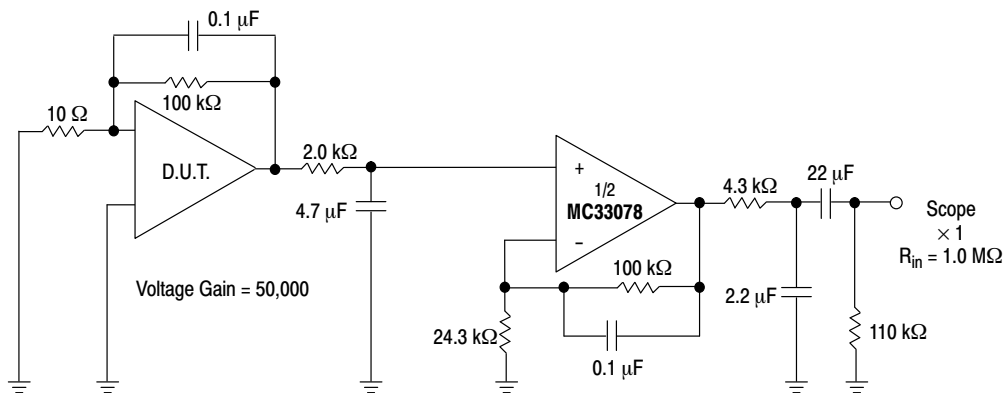 0.1 μF
100 kΩ
10 Ω
D.U.T.
2.0 kΩ
4.7 μF
Voltage Gain = 50,000
+
1/2
MC33078
−
100 kΩ
24.3 kΩ
0.1 μF
4.3 kΩ
22 μF
2.2 μF
110 kΩ
Scope
× 1
Rin = 1.0 MΩ